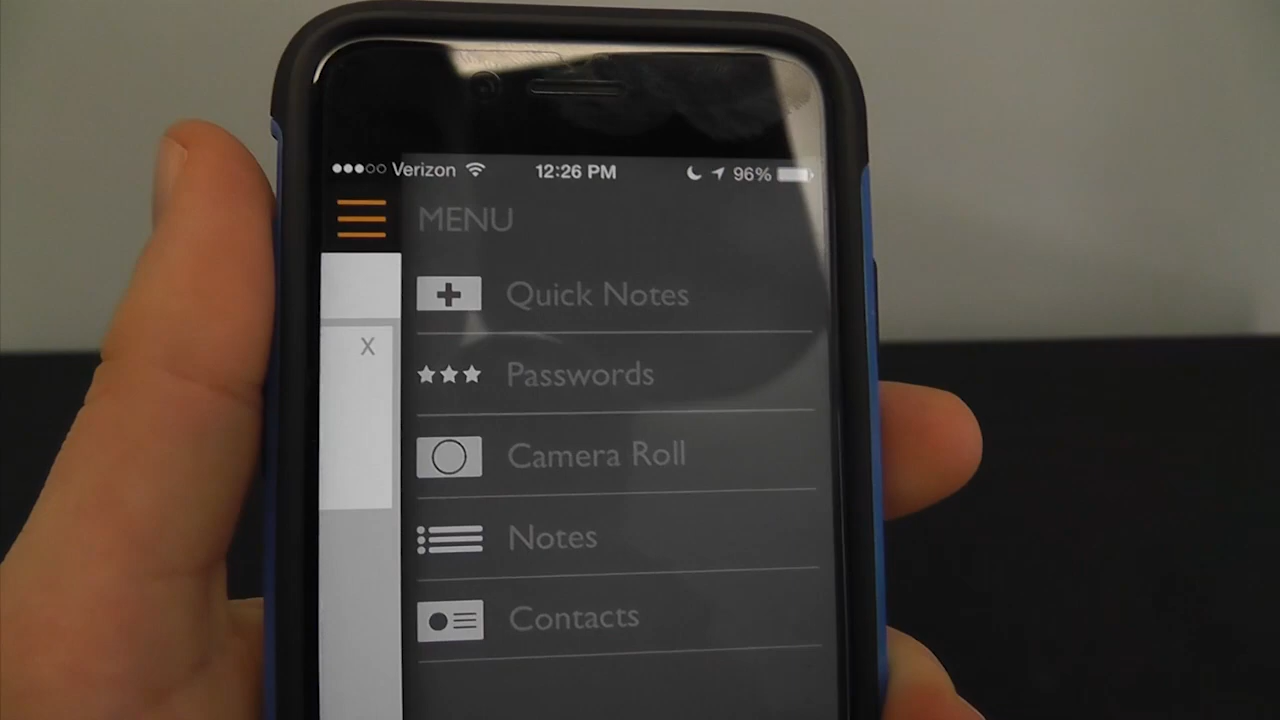 Verizon 12:26 PM 96%
MENU
Quick Notes
X
Passwords
Camera Roll
Notes
Contacts